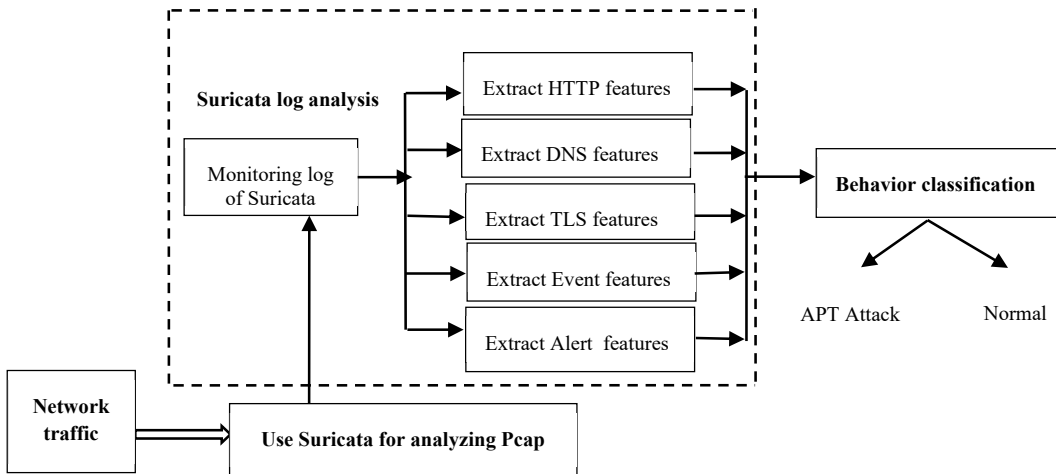 Suricata log analysis
Monitoring log
of Suricata
Extract HTTP features
Extract DNS features
Extract TLS features
Extract Event features
Extract Alert features
Behavior classification
APT Attack
Normal
Network
traffic
Use Suricata for analyzing Pcap